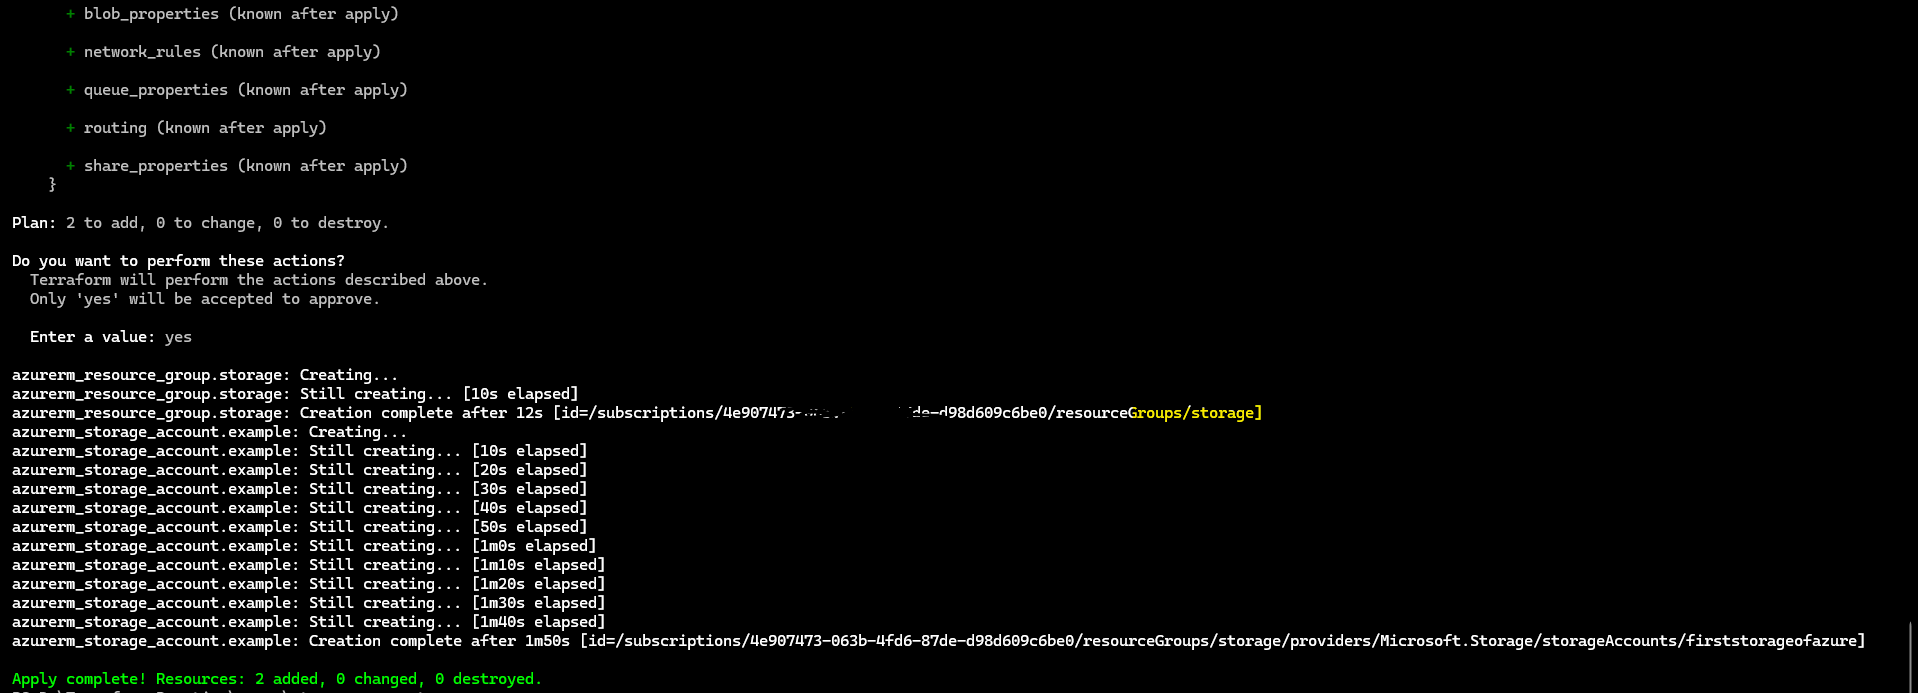 + blob_properties (known after apply)
+ network_rules (known after apply)
+ queue_properties (known after apply)
+ routing (known after apply)
+ share_properties (known after apply)
}
Plan: 2 to add, 0 to change, 0 to destroy.
Do you want to perform these actions?
Terraform will perform the actions described above.
Only 'yes' will be accepted to approve.
Enter a value: yes
azurerm_resource_group.storage: Creating...
azurerm_resource_group.storage: Still creating... [10s elapsed]
azurerm_resource_group.storage: Creation complete after 12s [id=/subscriptions/4e907473- de-d98d609c6be0/resourceGroups/storage]
azurerm_storage_account.example: Creating...
azurerm_storage_account.example: Still creating... [10s elapsed]
azurerm_storage_account.example: Still creating... [20s elapsed]
azurerm_storage_account.example: Still creating... [30s elapsed]
azurerm_storage_account.example: Still creating... [40s elapsed]
azurerm_storage_account.example: Still creating... [50s elapsed]
azurerm_storage_account.example: Still creating... [1m0s elapsed]
azurerm_storage_account.example: Still creating... [1m10s elapsed]
azurerm_storage_account.example: Still creating... [1m20s elapsed]
azurerm_storage_account.example: Still creating... [1m30s elapsed]
azurerm_storage_account.example: Still creating... [1m40s elapsed]
azurerm_storage_account.example: Creation complete after 1m50s [id=/subscriptions/4e907473-063b-4fd6-87de-d98d609c6be0/resourceGroups/storage/providers/Microsoft.Storage/storageAccounts/firststorageofazure]
Apply complete! Resources: 2 added, 0 changed, 0 destroyed.